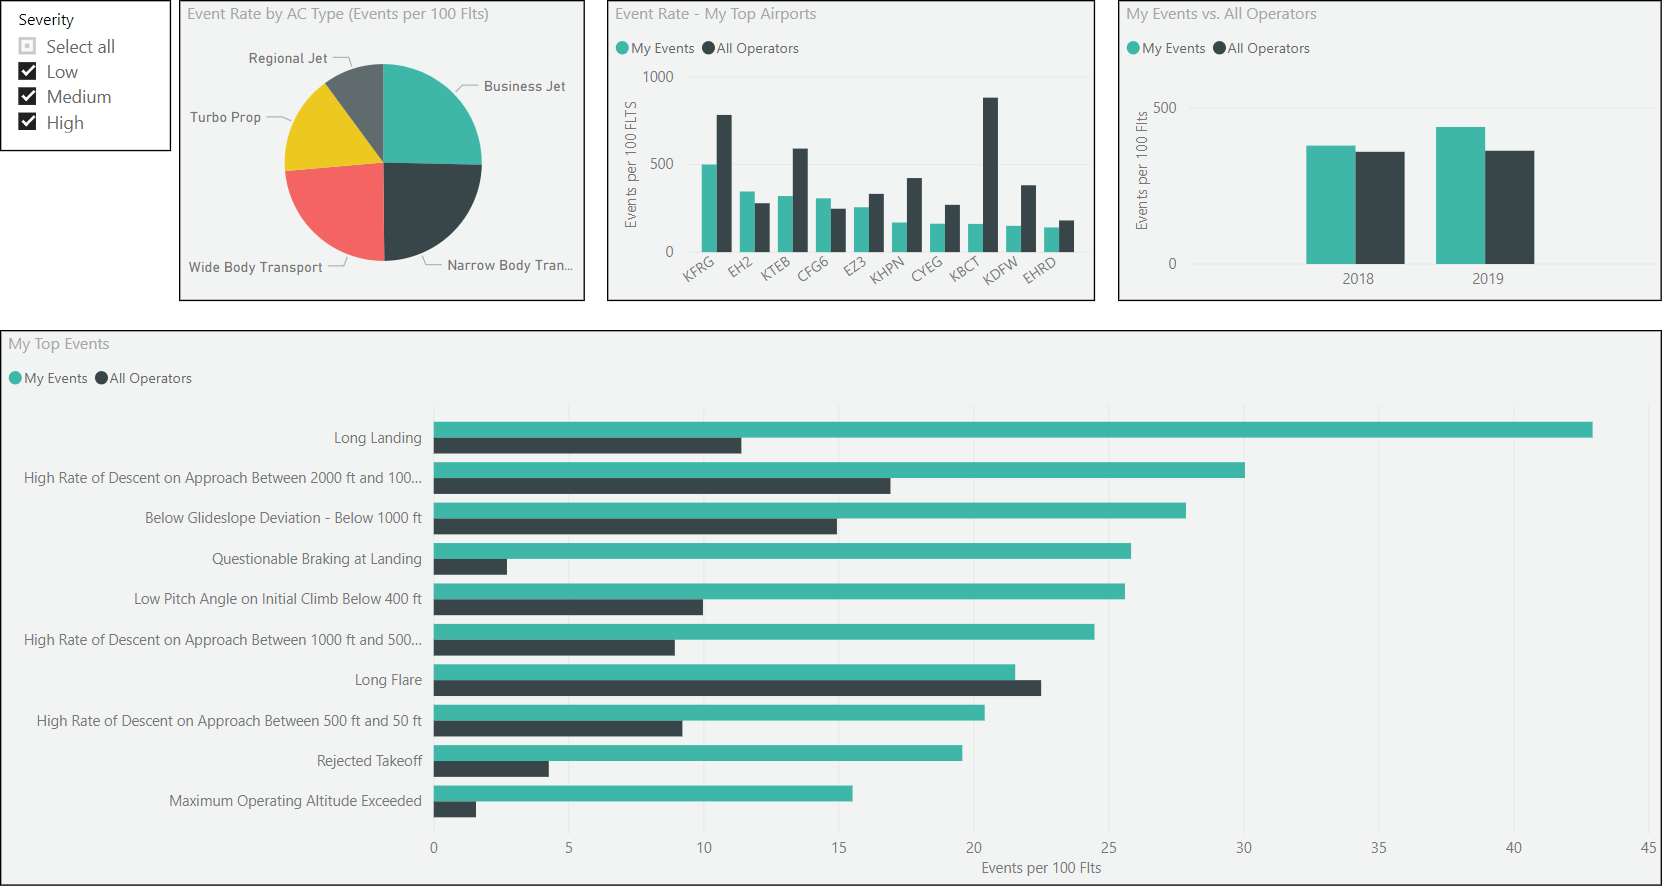 Severity
Select all
Low
Medium
High
Event Rate by AC Type (Events per 100 Flts)
Regional Jet
Business Jet
Turbo Prop
Wide Body Transport
Narrow Body Tran...
Event Rate - My Top Airports
My Events All Operators
Events per 100 FLTS
1000
500
0
KFRG
EH2
KTEB
CFG6
EZ3
KHPN
CYEG
KBCT
KDFW
EHRD
My Events vs. All Operators
My Events All Operators
Events per 100 Flts
500
0
2018 2019
My Top Events
My Events All Operators
Long Landing
High Rate of Descent on Approach Between 2000 ft and 100...
Below Glideslope Deviation - Below 1000 ft
Questionable Braking at Landing
Low Pitch Angle on Initial Climb Below 400 ft
High Rate of Descent on Approach Between 1000 ft and 500...
Long Flare
High Rate of Descent on Approach Between 500 ft and 50 ft
Rejected Takeoff
Maximum Operating Altitude Exceeded
0 5 10 15 20 25 30 35 40 45
Events per 100 Flts